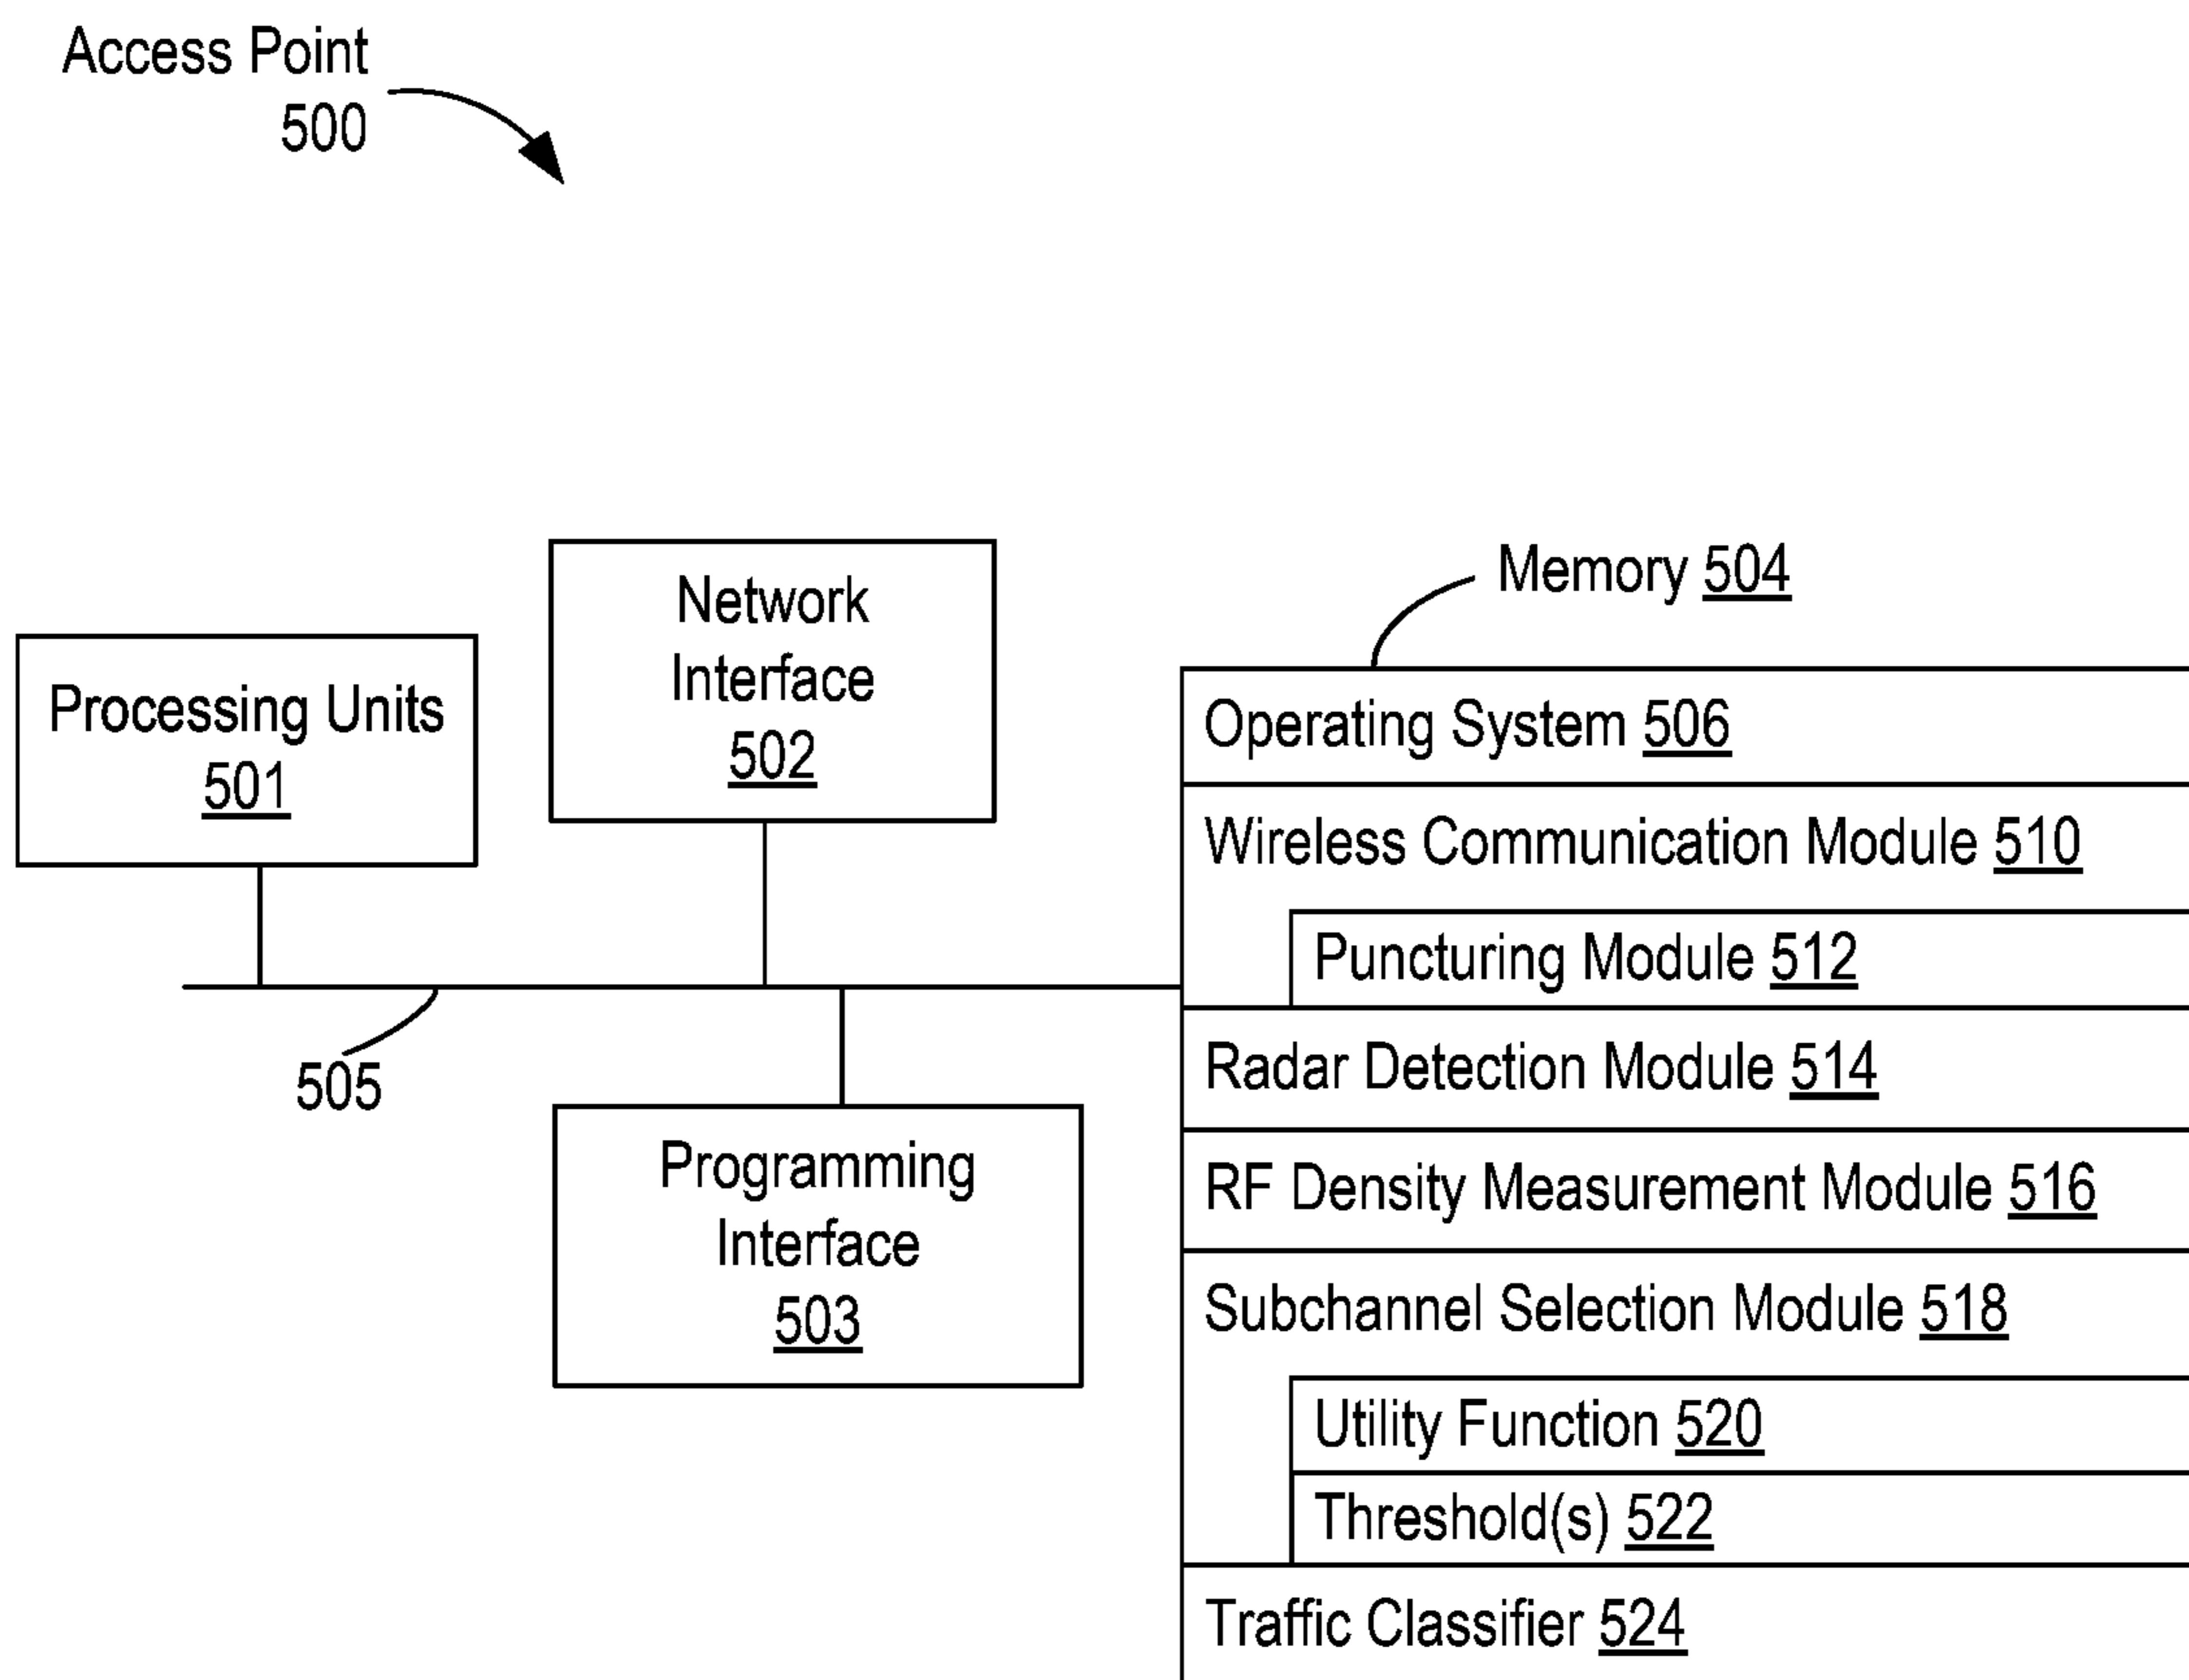 Access Point
500
Network
Interface
502
Processing Units
501
505
Programming
Interface
503
Memory 504
Operating System 506
Wireless Communication Module 510
Puncturing Module 512
Radar Detection Module 514
RF Density Measurement Module 516
Subchannel Selection Module 518
Utility Function 520
Threshold(s) 522
Traffic Classifier 524